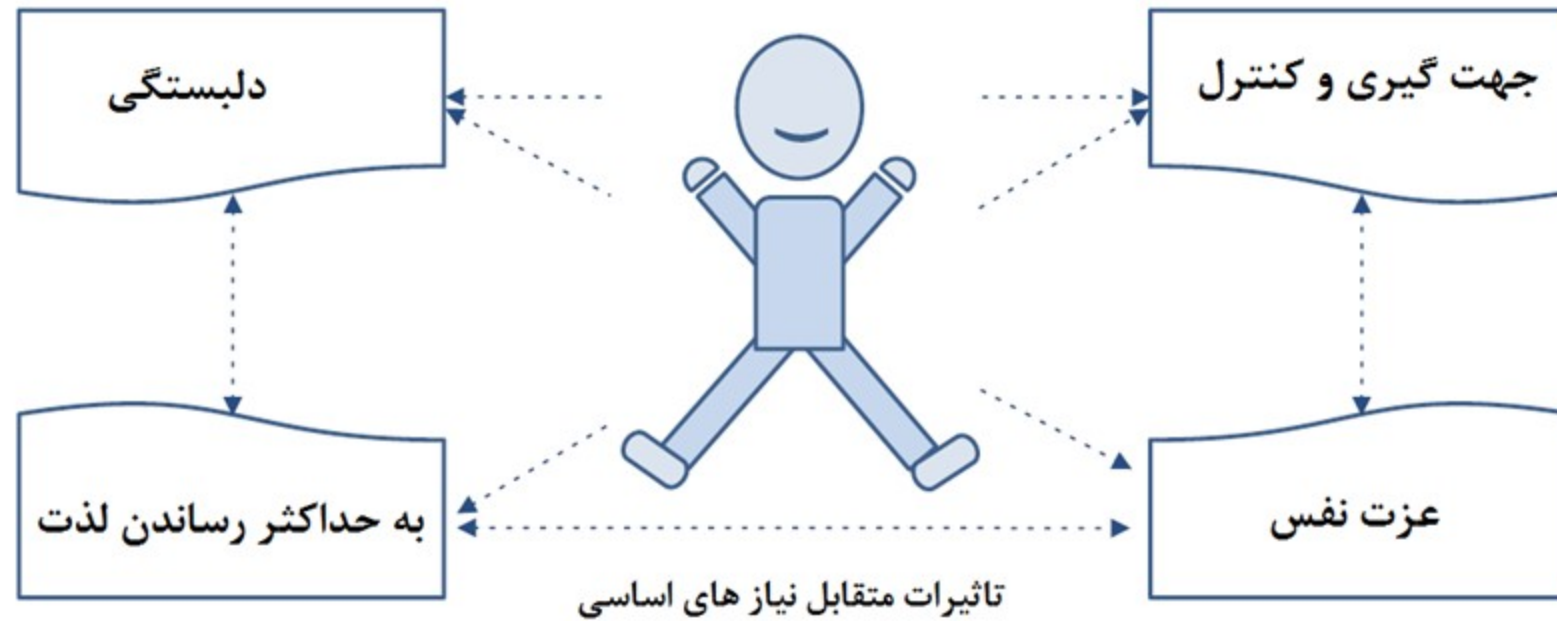 جهت گیری و کنترل
دلبستگی
عزت نفس
به حداکثر رساندن لذت
تاثیرات متقابل نیاز های اساسی